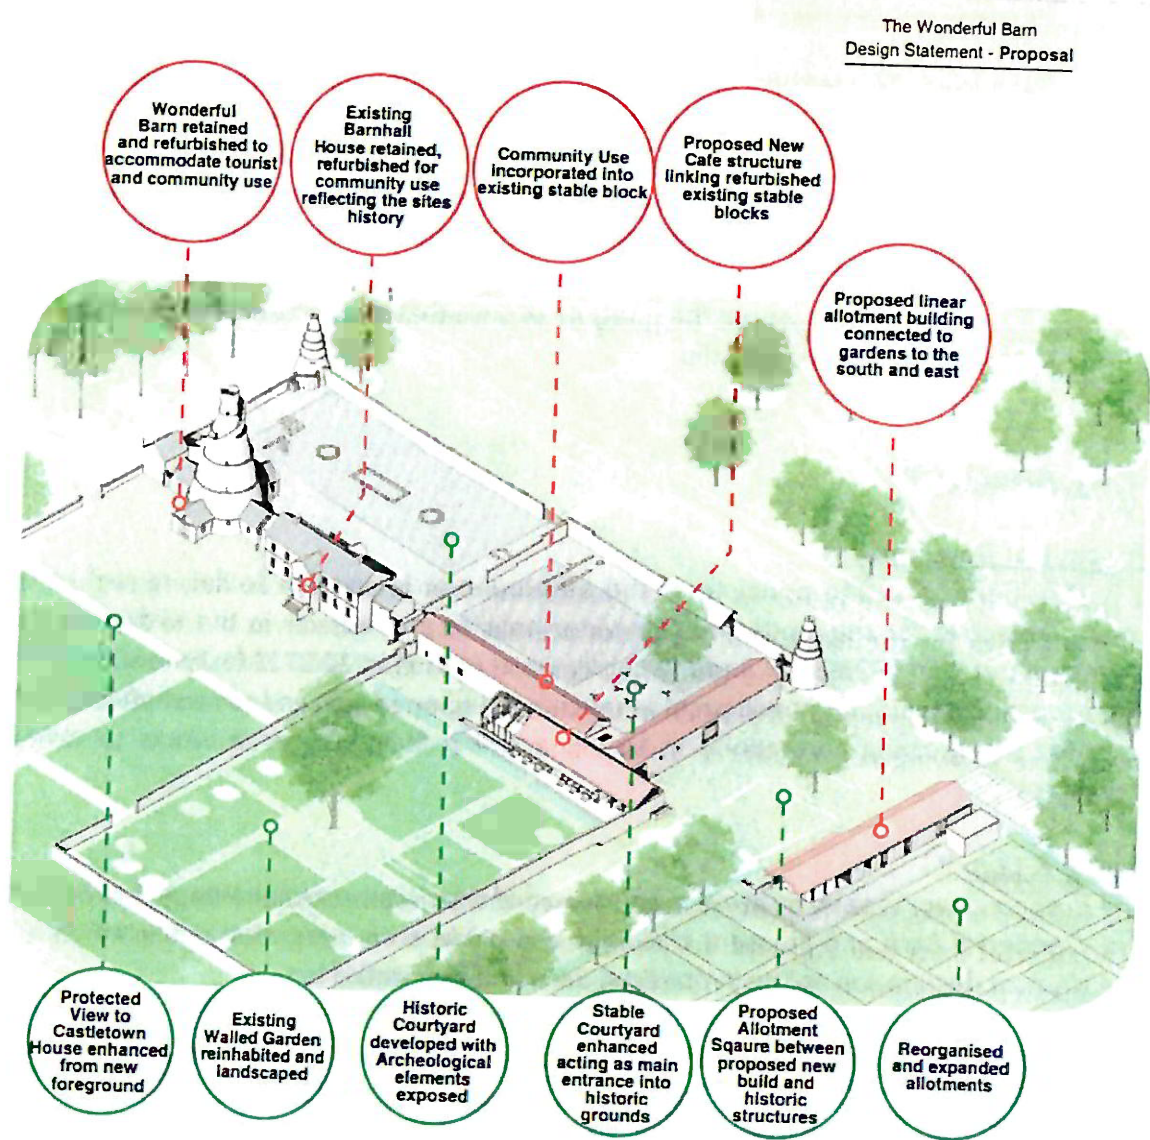 The Wonderful Barn
Design Statement - Proposal
Wonderful
Barn retained
and refurbished to
accommodate tourist
and community use
Existing
Barnhall
House retained,
refurbished for
community use
reflecting the sites
history
Community Use
incorporated into
existing stable block
Proposed New
Cafe structure
linking refurbished
existing stable
blocks
Proposed linear
allotment building
connected to
gardens to the
south and east
Protected
View to
Castletown
House enhanced
from new
foreground
Existing
Walled Garden
reinhabited and
landscaped
Historic
Courtyard
developed with
Archeological
elements
exposed
Stable
Courtyard
enhanced
acting as main
entrance into
historic
grounds
Proposed
Allotment
Sqaure between
proposed new
build and
historic
structures
Reorganised
and expanded
allotments